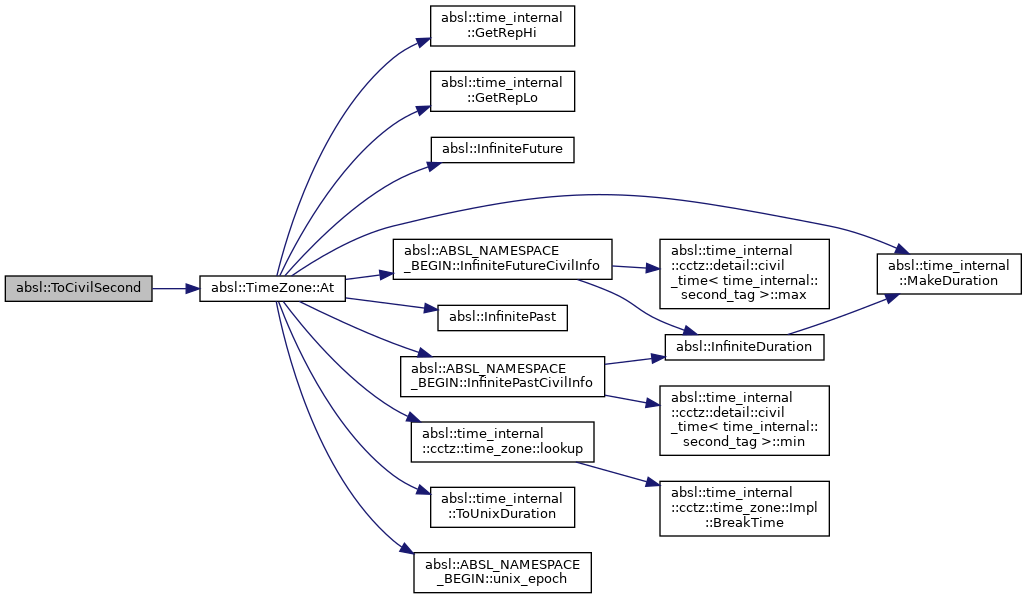 absl::ToCivilSecond
absl::TimeZone::At
absl::time_internal
::GetRepHi
absl::time_internal
::GetRepLo
absl::InfiniteFuture
absl::ABSL_NAMESPACE
_BEGIN::InfiniteFutureCivilInfo
absl::InfinitePast
absl::ABSL_NAMESPACE
_BEGIN::InfinitePastCivilInfo
absl::time_internal
::cctz::time_zone::lookup
absl::time_internal
::ToUnixDuration
absl::ABSL_NAMESPACE
_BEGIN::unix_epoch
absl::time_internal
::cctz::detail::civil
_time< time_internal::
second_tag >::max
absl::InfiniteDuration
absl::time_internal
::cctz::detail::civil
_time< time_internal::
second_tag >::min
absl::time_internal
::cctz::time_zone::Impl
::BreakTime
absl::time_internal
::MakeDuration